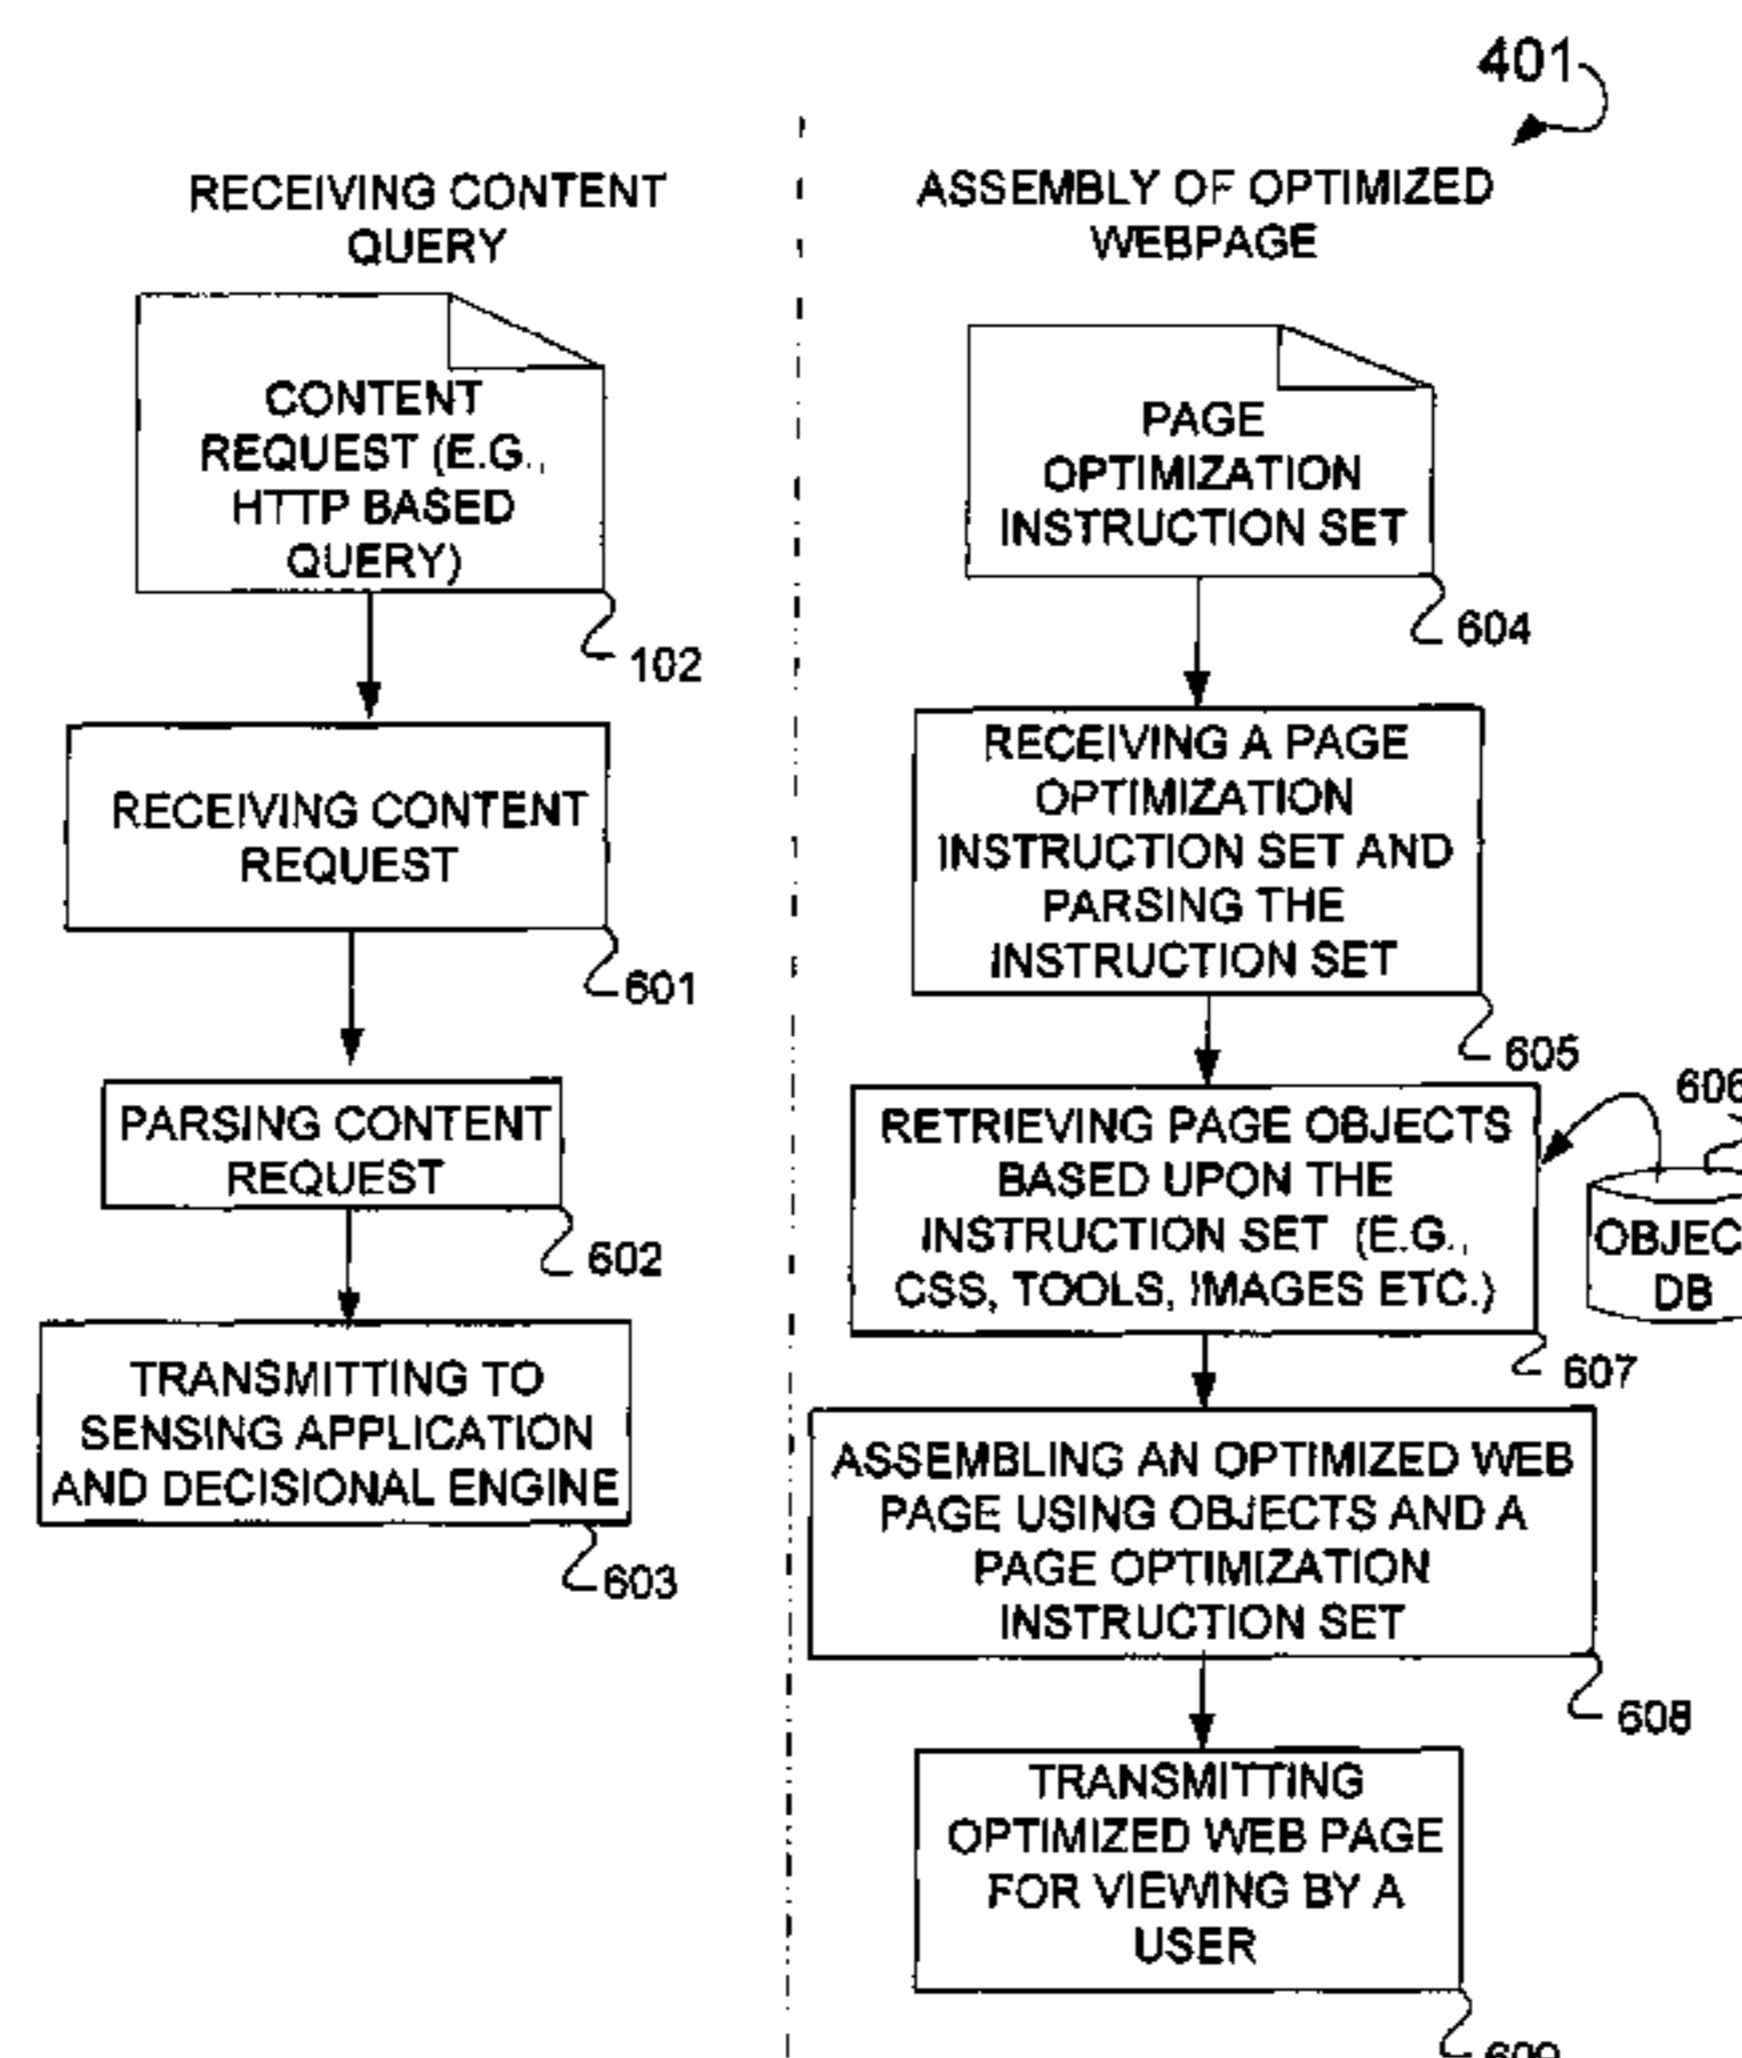 401
RECEIVING CONTENT
QUERY
CONTENT
REQUEST (E.G.,
HTTP BASED
QUERY)
102
RECEIVING CONTENT
REQUEST
601
PARSING CONTENT
REQUEST
602
TRANSMITTING TO
SENSING APPLICATION
AND DECISIONAL ENGINE
603
ASSEMBLY OF OPTIMIZED
WEBPAGE
PAGE
OPTIMIZATION
INSTRUCTION SET
604
RECEIVING A PAGE
OPTIMIZATION
INSTRUCTION SET AND
PARSING THE
INSTRUCTION SET
605
606
RETRIEVING PAGE OBJECTS
BASED UPON THE
INSTRUCTION SET (E.G.,
CSS, TOOLS, IMAGES ETC.)
OBJEC
DB
607
ASSEMBLING AN OPTIMIZED WEB
PAGE USING OBJECTS AND A
PAGE OPTIMIZATION
INSTRUCTION SET
608
TRANSMITTING
OPTIMIZED WEB PAGE
FOR VIEWING BY A
USER